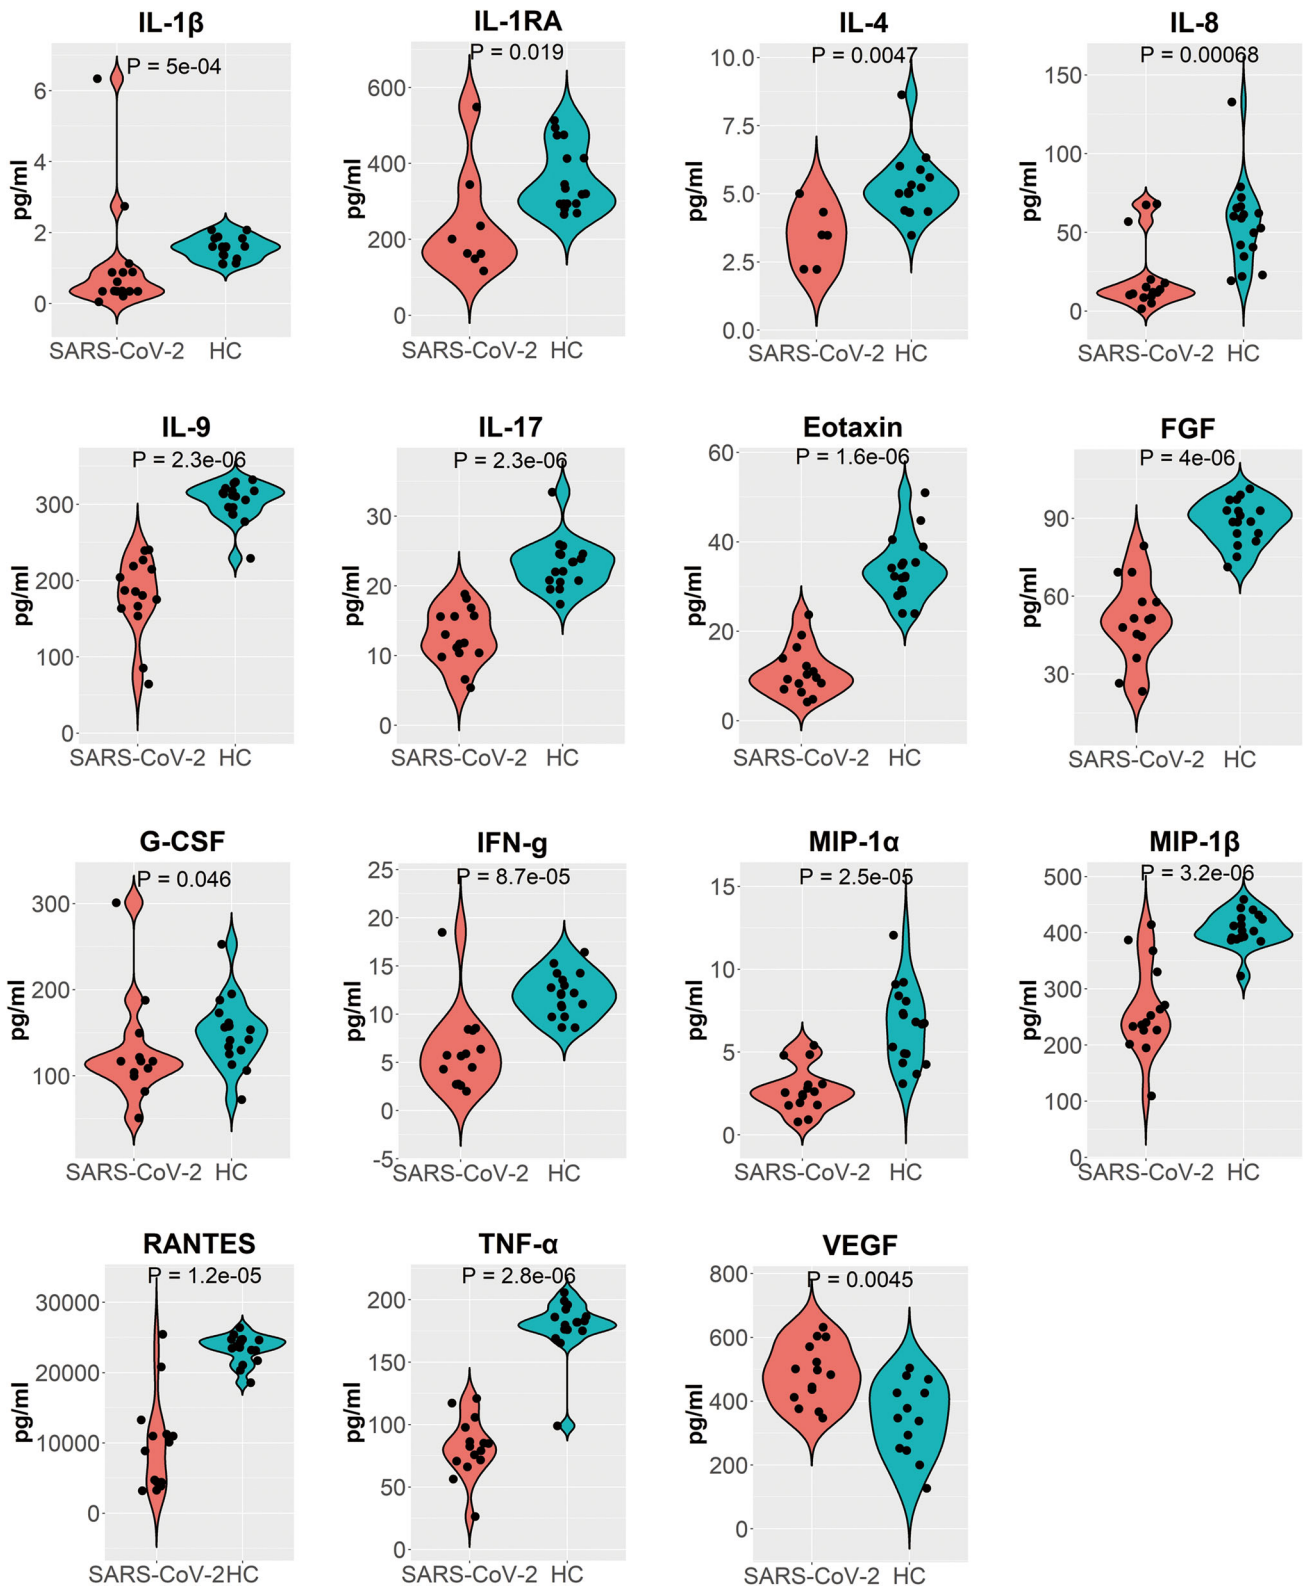 IL-1β
P = 5e-04
pg/ml
6
4
2
0
SARS-CoV-2 HC
IL-1RA
P = 0.019
pg/ml
600
400
200
0
SARS-CoV-2 HC
IL-4
P = 0.0047
pg/ml
10.0
7.5
5.0
2.5
0.0
SARS-CoV-2 HC
IL-8
P = 0.00068
pg/ml
150
100
50
0
SARS-CoV-2 HC
IL-9
P = 2.3e-06
pg/ml
300
200
100
0
SARS-CoV-2 HC
IL-17
P = 2.3e-06
pg/ml
30
20
10
0
SARS-CoV-2 HC
Eotaxin
P = 1.6e-06
pg/ml
60
40
20
0
SARS-CoV-2 HC
FGF
P = 4e-06
pg/ml
90
60
30
SARS-CoV-2 HC
G-CSF
P = 0.046
pg/ml
300
200
100
SARS-CoV-2 HC
IFN-g
P = 8.7e-05
pg/ml
25
20
15
10
5
0
-5
SARS-CoV-2 HC
MIP-1α
P = 2.5e-05
pg/ml
15
10
5
0
SARS-CoV-2 HC
MIP-1β
P = 3.2e-06
pg/ml
500
400
300
200
100
0
SARS-CoV-2 HC
RANTES
P = 1.2e-05
pg/ml
30000
20000
10000
0
SARS-CoV-2HC
TNF-α
P = 2.8e-06
pg/ml
200
150
100
50
0
SARS-CoV-2 HC
VEGF
P = 0.0045
pg/ml
800
600
400
200
0
SARS-CoV-2 HC